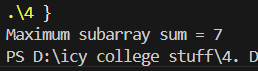 .\4 }
Maximum subarray sum = 7
PS D:\icy college stuff\4. D